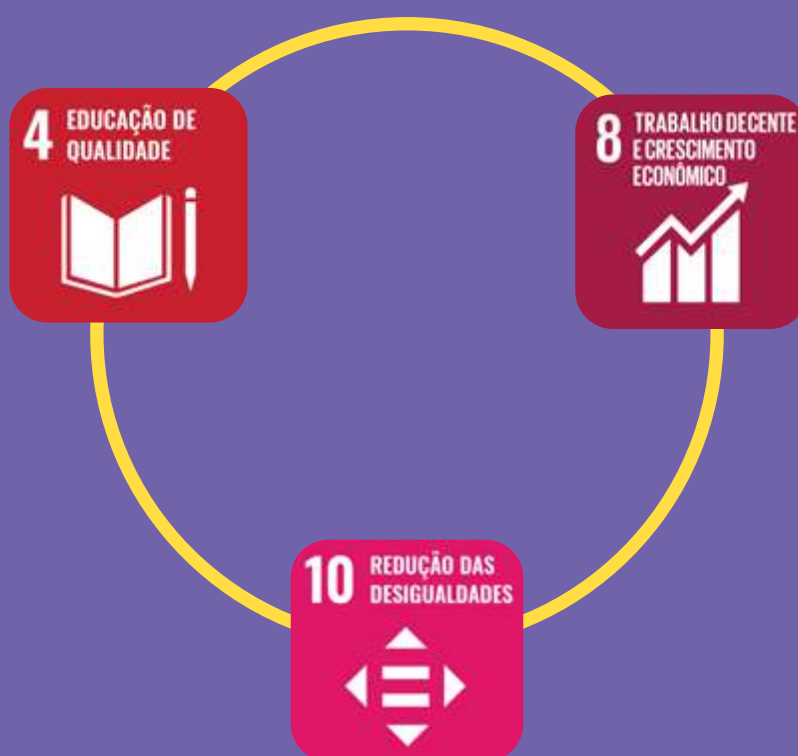 4 EDUCAÇÃO DE
QUALIDADE
8 TRABALHO DECENTE
E CRESCIMENTO
ECONÔMICO
10 REDUÇÃO DAS
DESIGUALDADES